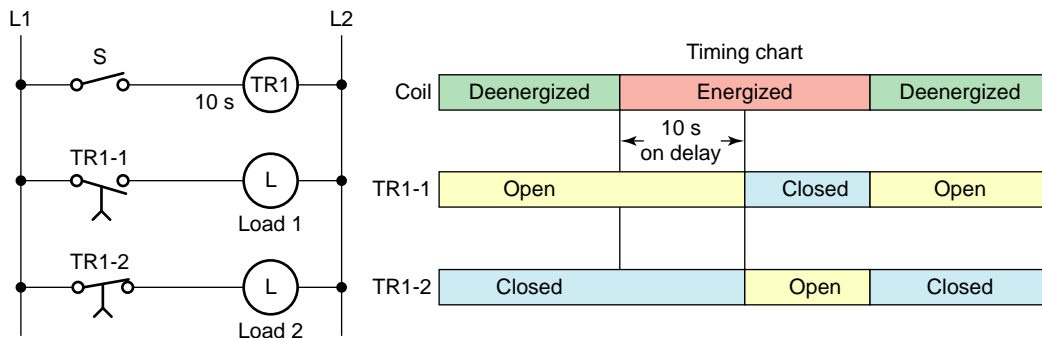 L1
L2
S
TR1
10 s
TR1-1
L
Load 1
TR1-2
L
Load 2
Timing chart
Coil
Deenergized
Energized
Deenergized
10 s
on delay
TR1-1
Open
Closed
Open
TR1-2
Closed
Open
Closed